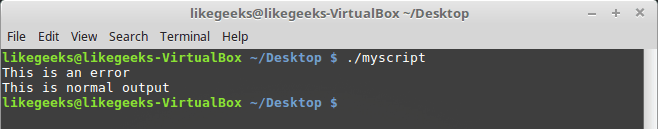 likegeeks@likegeeks-VirtualBox ~/Desktop
File Edit View Search Terminal Help
likegeeks@likegeeks-VirtualBox ~/Desktop $ ./myscript
This is an error
This is normal output
likegeeks@likegeeks-VirtualBox ~/Desktop $